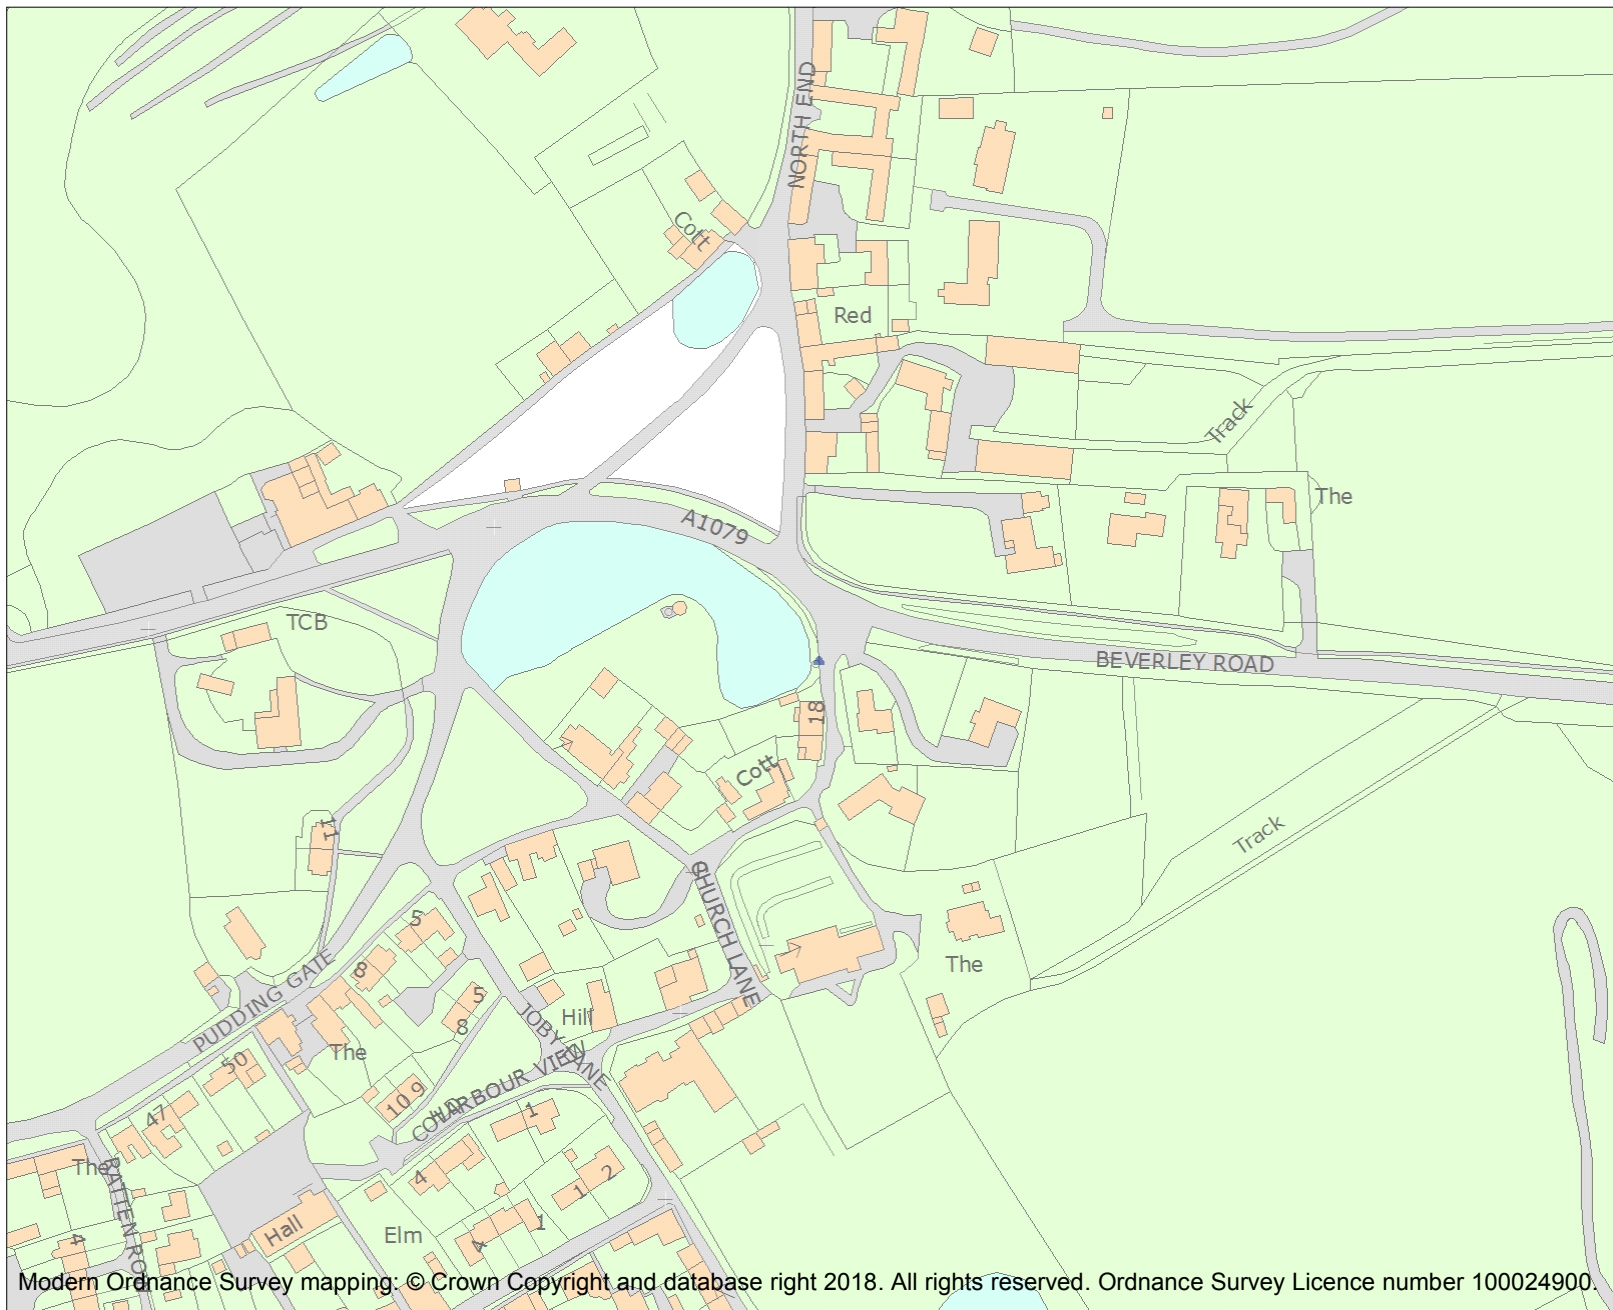 NORTH END
Cott
Red
Track
The
A1079
TCB
BEVERLEY ROAD
18
Cott
11
Track
CHURCH LANE
5
8
The
PUDDING GATE
5
8
Hill
JOBY LANE
The
50
10 9
HARBOUR VIEW
47
1
The
4
2
1
BATTEN RO
1
Hall
Elm
4
4
Modern Ordnance Survey mapping: © Crown Copyright and database right 2018. All rights reserved. Ordnance Survey Licence number 100024900.